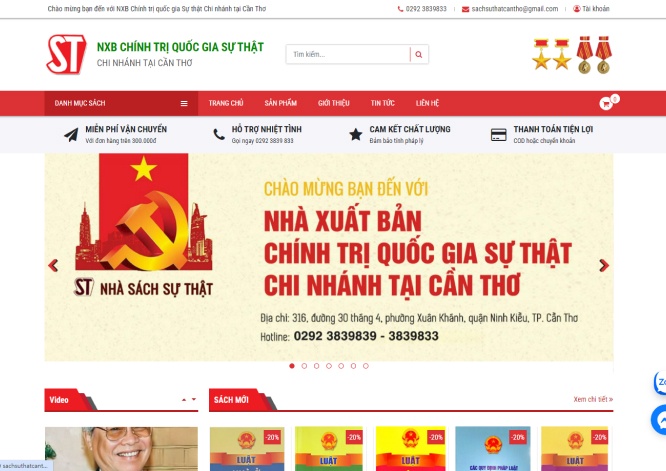 Chào mừng bạn đến với NXB Chính trị quốc gia Sự thật Chi nhánh tại Cần Thơ
0292 3839833
sachsuthatcantho@gmail.com
Tài khoản
ST
NXB CHÍNH TRỊ QUỐC GIA SỰ THẬT
CHI NHÁNH TẠI CẦN THƠ
Tìm kiếm...
DANH MỤC SÁCH
TRANG CHỦ
SẢN PHẨM
GIỚI THIỆU
TIN TỨC
LIÊN HỆ
0
MIỄN PHÍ VẬN CHUYỂN
Với đơn hàng trên 300.000đ
HỖ TRỢ NHIỆT TÌNH
Gọi ngay 0292 3839 833
CAM KẾT CHẤT LƯỢNG
Đảm bảo tính pháp lý
THANH TOÁN TIỆN LỢI
COD hoặc chuyển khoản
CHÀO MỪNG BẠN ĐẾN VỚI
NHÀ XUẤT BẢN
CHÍNH TRỊ QUỐC GIA SỰ THẬT
CHI NHÁNH TẠI CẦN THƠ
ST NHÀ SÁCH SỰ THẬT
Địa chỉ: 316, đường 30 tháng 4, phường Xuân Khánh, quận Ninh Kiều, TP. Cần Thơ
Hotline: 0292 3839839 - 3839833
Video
SÁCH MỚI
Xem chi tiết »
-20%
-20%
-20%
-20%
-20%
LUẬT
LUẬT
LUẬT
CÁC QUY ĐỊNH PHÁP LUẬT
LUẬT
sachsuthatcant...